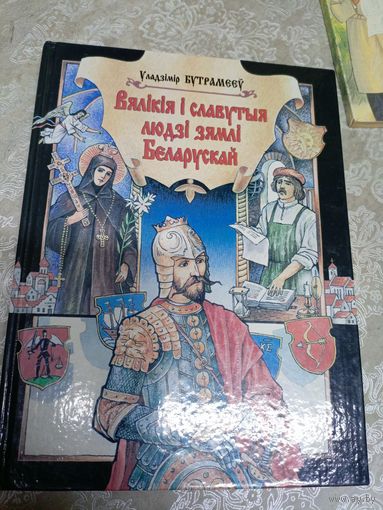 Уладзімір БУТРАМЕЕЎ
Вялікія і славутыя
людзі зямлі
Беларускай